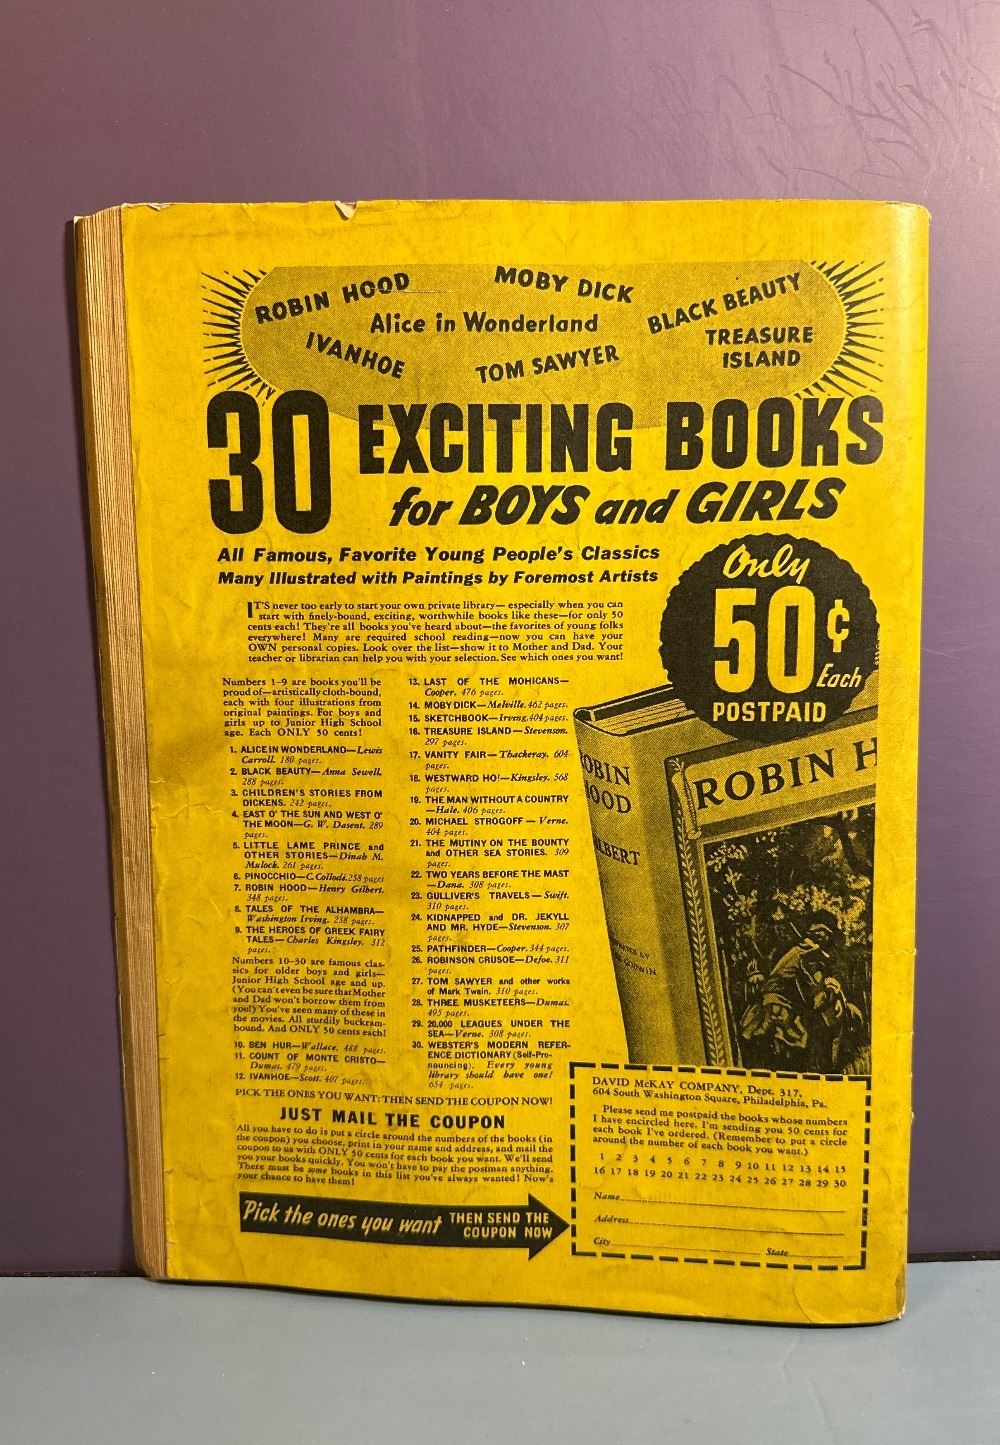 ROBIN HOOD
MOBY DICK
BLACK BEAUTY
Alice in Wonderland
IVANHOE
TOM SAWYER
TREASURE
ISLAND
30 EXCITING BOOKS
for BOYS and GIRLS
All Famous, Favorite Young People's Classics
Many Illustrated with Paintings by Foremost Artists
Only
50¢
Each
POSTPAID
IT'S never too early to start your own private library—especially when you can
start with finely-bound, exciting, worthwhile books like these—for only 50
cents each! They're all books you've heard about—the favorites of young folks
everywhere! Many are required school reading—now you can have your
OWN personal copies. Look over the list—show it to Mother and Dad. Your
teacher or librarian can help you with your selection. See which ones you want!
Numbers 1-9 are books you'll be
proud of—artistically cloth-bound,
each with four illustrations from
original paintings. For boys and
girls up to Junior High School
age. Each ONLY 50 cents!
1. ALICE IN WONDERLAND—Lewis
Carroll. 180 pages.
2. BLACK BEAUTY—Anna Sewell.
288 pages.
3. CHILDREN'S STORIES FROM
DICKENS. 242 pages.
4. EAST O' THE SUN AND WEST O'
THE MOON—G. W. Dasent. 289
pages.
5. LITTLE LAME PRINCE and
OTHER STORIES—Dinah M.
Mulock. 261 pages.
6. PINOCCHIO—C. Collodi. 258 pages
7. ROBIN HOOD—Henry Gilbert.
348 pages.
8. TALES OF THE ALHAMBRA—
Washington Irving. 238 pages.
9. THE HEROES OF GREEK FAIRY
TALES—Charles Kingsley. 312
pages.
Numbers 10-30 are famous clas-
sics for older boys and girls—
Junior High School age and up.
(You can't even be sure that Mother
and Dad won't borrow them from
you!) You've seen many of these in
the movies. All sturdily buckram-
bound. And ONLY 50 cents each!
10. BEN HUR—Wallace. 488 pages.
11. COUNT OF MONTE CRISTO—
Dumas. 479 pages.
12. IVANHOE—Scott. 407 pages.
13. LAST OF THE MOHICANS—
Cooper. 476 pages.
14. MOBY DICK—Melville. 462 pages.
15. SKETCHBOOK—Irving. 404 pages.
16. TREASURE ISLAND—Stevenson.
297 pages.
17. VANITY FAIR—Thackeray. 604
pages.
18. WESTWARD HO!—Kingsley. 568
pages.
19. THE MAN WITHOUT A COUNTRY
—Hale. 406 pages.
20. MICHAEL STROGOFF—Verne.
404 pages.
21. THE MUTINY ON THE BOUNTY
and OTHER SEA STORIES. 309
pages.
22. TWO YEARS BEFORE THE MAST
—Dana. 308 pages.
23. GULLIVER'S TRAVELS—Swift.
310 pages.
24. KIDNAPPED and DR. JEKYLL
AND MR. HYDE—Stevenson. 307
pages.
25. PATHFINDER—Cooper. 344 pages.
26. ROBINSON CRUSOE—Defoe. 311
pages.
27. TOM SAWYER and other works
of Mark Twain. 310 pages.
28. THREE MUSKETEERS—Dumas.
495 pages.
29. 20,000 LEAGUES UNDER THE
SEA—Verne. 308 pages.
30. WEBSTER'S MODERN REFER-
ENCE DICTIONARY (Self-Pro-
nouncing). Every young
library should have one!
654 pages.
OBIN
OOD
LBERT
ROBIN H
PICK THE ONES YOU WANT; THEN SEND THE COUPON NOW!
JUST MAIL THE COUPON
All you have to do is put a circle around the numbers of the books (in
the coupon) you choose, print in your name and address, and mail the
coupon to us with ONLY 50 cents for each book you want. We'll send
you your books quickly. You won't have to pay the postman anything.
There must be some books in this list you've always wanted! Now's
your chance to have them!
Pick the ones you want THEN SEND THE
COUPON NOW
DAVID McKAY COMPANY, Dept. 317,
604 South Washington Square, Philadelphia, Pa.
Please send me postpaid the books whose numbers
I have encircled here. I'm sending you 50 cents for
each book I've ordered. (Remember to put a circle
around the number of each book you want.)
1 2 3 4 5 6 7 8 9 10 11 12 13 14 15
16 17 18 19 20 21 22 23 24 25 26 27 28 29 30
Name
Address
City State